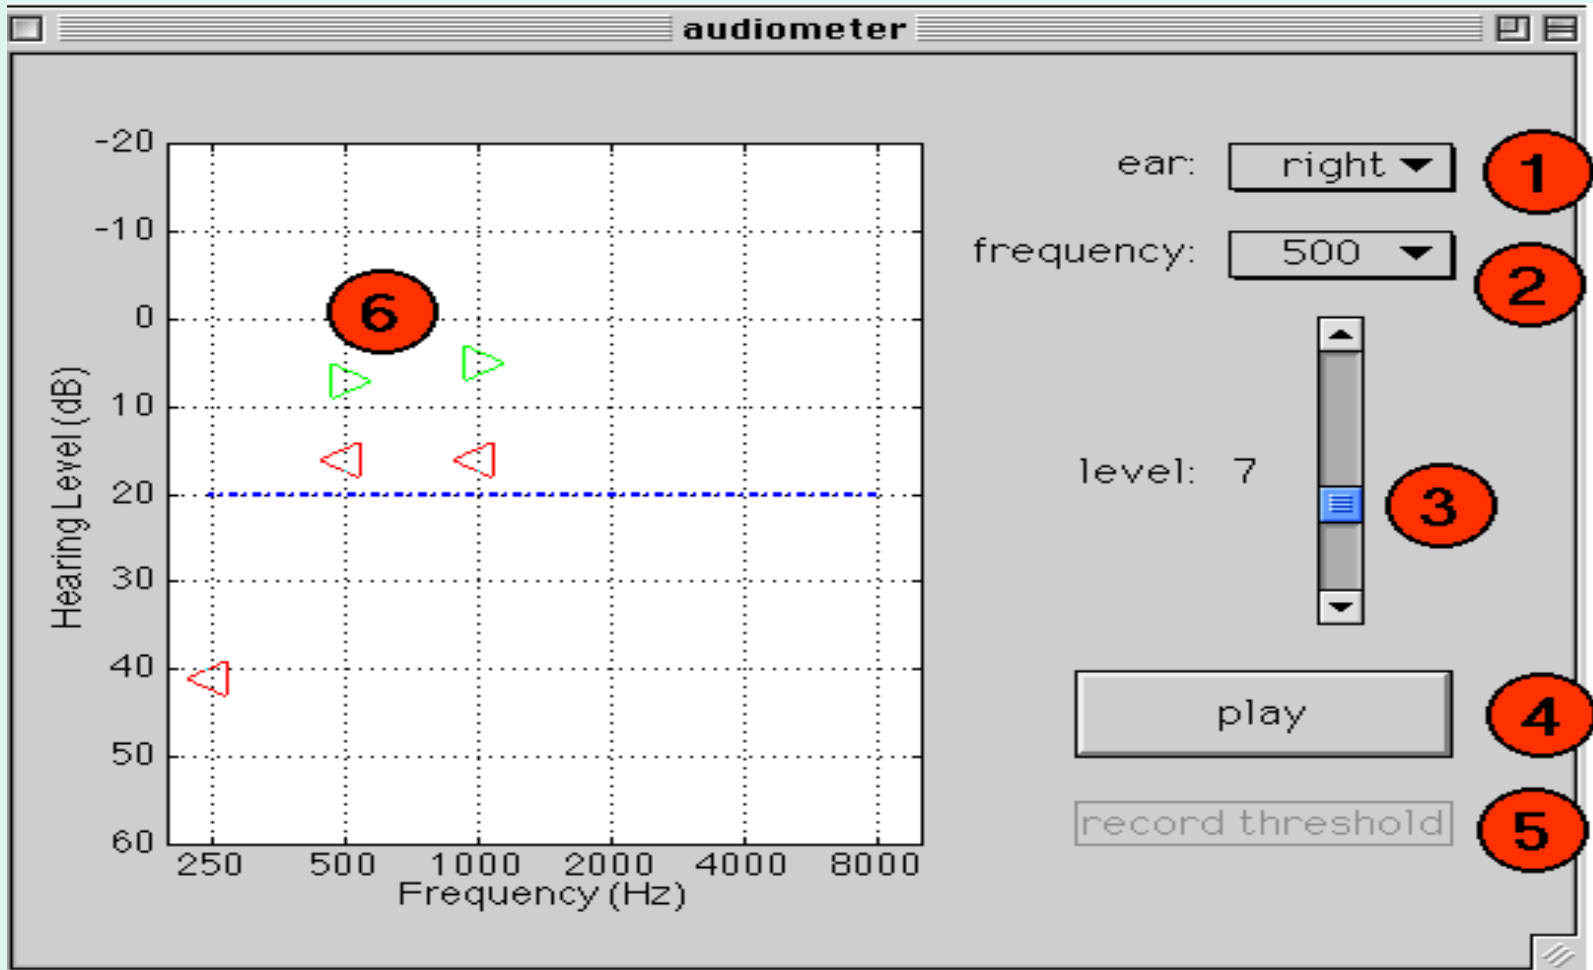 audiometer
-20
-10
0
10
20
30
40
50
60
Hearing Level (dB)
250 500 1000 2000 4000 8000
Frequency (Hz)
6
ear: right
1
frequency: 500
2
level: 7
3
play
4
record threshold
5